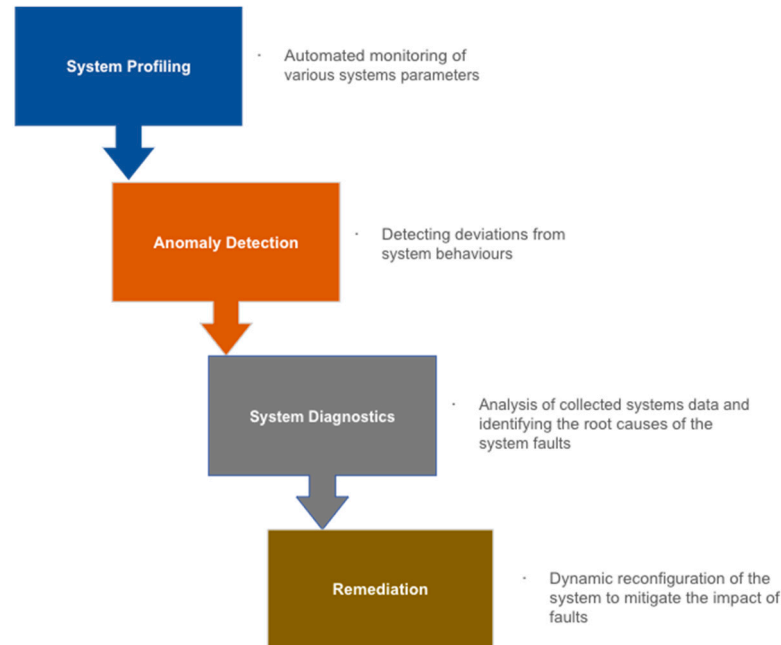 System Profiling
· Automated monitoring of
various systems parameters
Anomaly Detection
· Detecting deviations from
system behaviours
System Diagnostics
· Analysis of collected systems data and
identifying the root causes of the
system faults
Remediation
· Dynamic reconfiguration of the
system to mitigate the impact of
faults